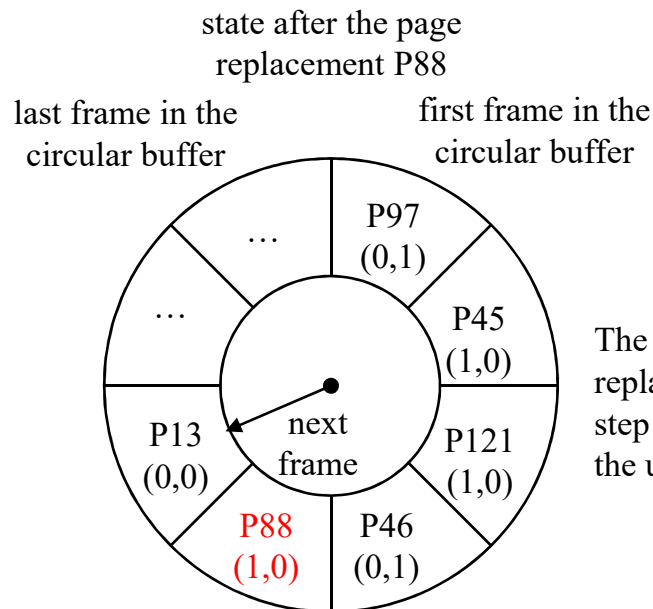 state after the page
replacement P88
last frame in the
circular buffer
first frame in the
circular buffer
…
P97
(0,1)
…
P45
(1,0)
The
step
P13
(0,0)
next
frame
P121
(1,0)
P88
(1,0)
P46
(0,1)